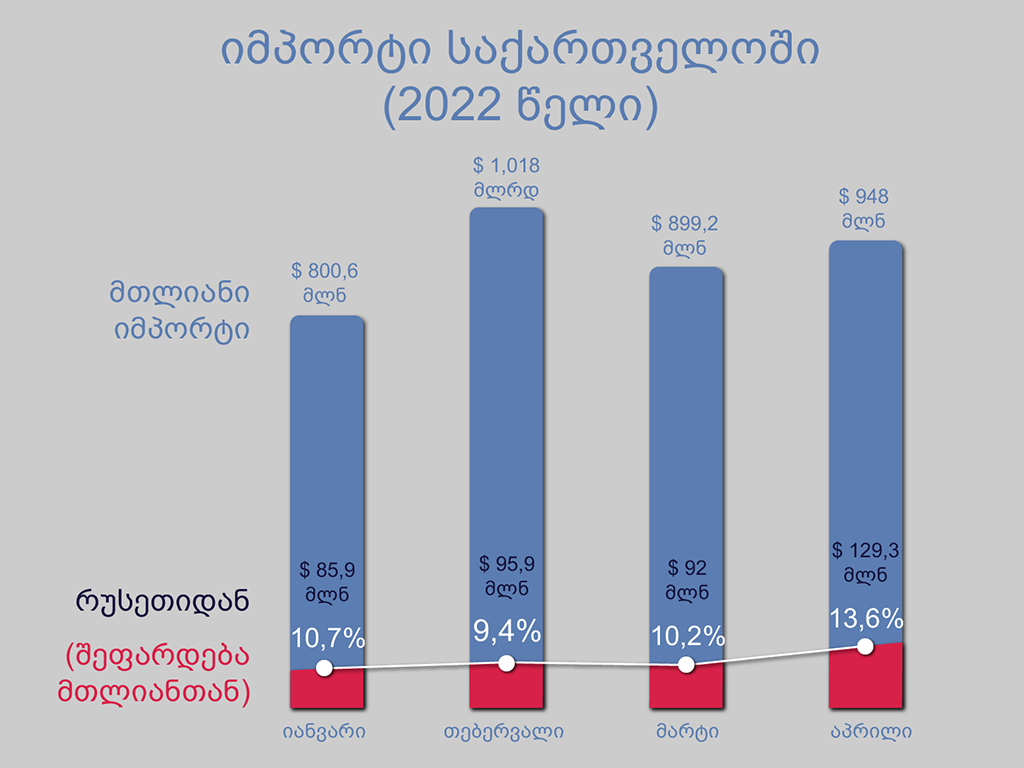 იმპორტი საქართველოში
(2022 წელი)
$ 1,018
მლრდ
$ 948
მლნ
$ 899,2
მლნ
$ 800,6
მლნ
მთლიანი
იმპორტი
$ 85,9
მლნ
$ 95,9
მლნ
$ 92
მლნ
$ 129,3
მლნ
რუსეთიდან
10,7%
9,4%
10,2%
13,6%
(შეფარდება
მთლიანთან)
იანვარი
თებერვალი
მარტი
აპრილი